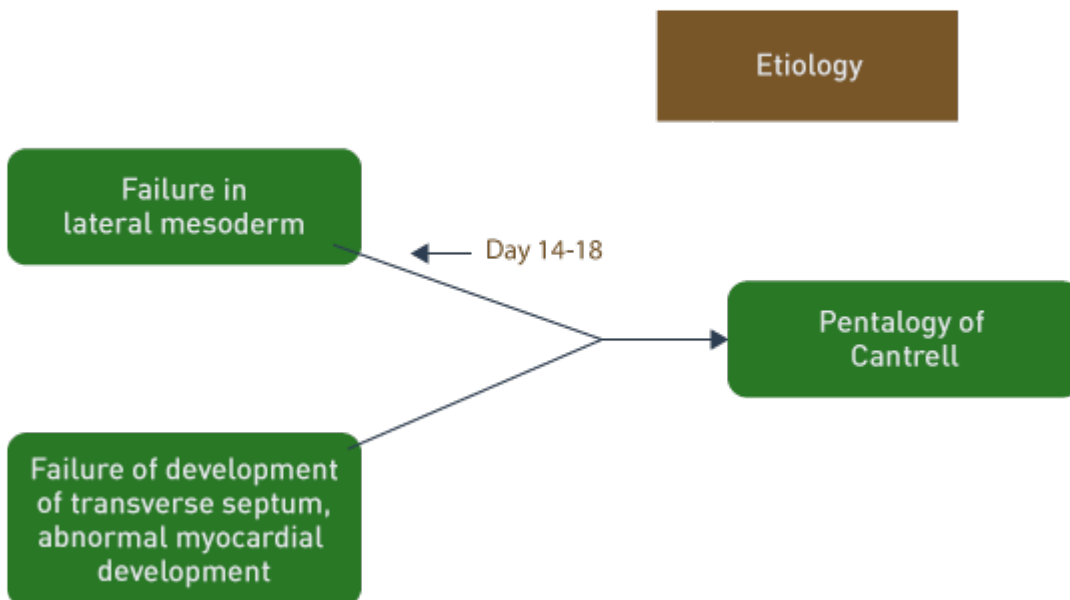 Etiology
Failure in
lateral mesoderm
Day 14-18
Pentalogy of
Cantrell
Failure of development
of transverse septum,
abnormal myocardial
development